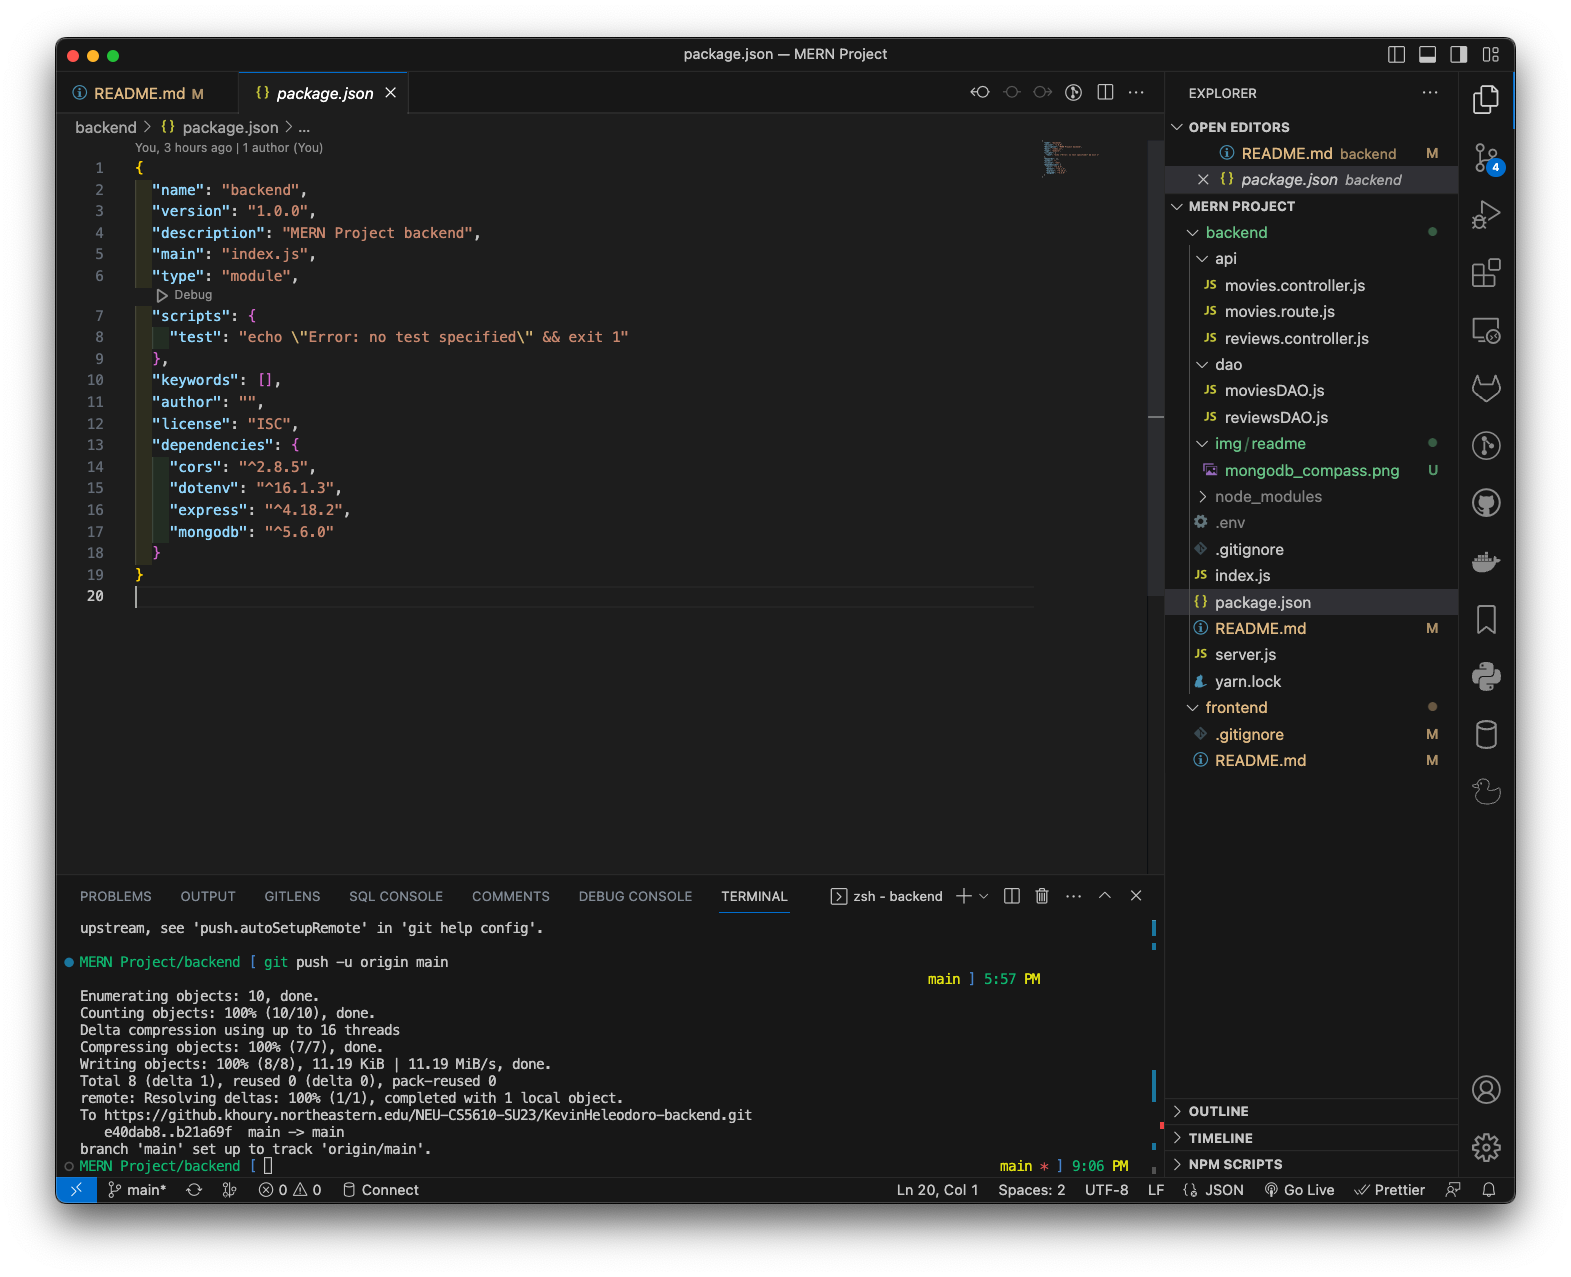 package.json — MERN Project
README.md M
{} package.json
backend > {} package.json > ...
You, 3 hours ago | 1 author (You)
1 {
2 "name": "backend",
3 "version": "1.0.0",
4 "description": "MERN Project backend",
5 "main": "index.js",
6 "type": "module",
Debug
7 "scripts": {
8 "test": "echo \"Error: no test specified\" && exit 1"
9 },
10 "keywords": [],
11 "author": "",
12 "license": "ISC",
13 "dependencies": {
14 "cors": "^2.8.5",
15 "dotenv": "^16.1.3",
16 "express": "^4.18.2",
17 "mongodb": "^5.6.0"
18 }
19 }
20
EXPLORER
OPEN EDITORS
README.md backend M
{} package.json backend
MERN PROJECT
backend
api
JS movies.controller.js
JS movies.route.js
JS reviews.controller.js
dao
JS moviesDAO.js
JS reviewsDAO.js
img/readme
mongodb_compass.png U
node_modules
.env
.gitignore
JS index.js
{} package.json
README.md M
JS server.js
yarn.lock
frontend
.gitignore M
README.md M
OUTLINE
TIMELINE
NPM SCRIPTS
4
PROBLEMS OUTPUT GITLENS SQL CONSOLE COMMENTS DEBUG CONSOLE TERMINAL zsh - backend
upstream, see 'push.autoSetupRemote' in 'git help config'.
MERN Project/backend [ git push -u origin main
main ] 5:57 PM
Enumerating objects: 10, done.
Counting objects: 100% (10/10), done.
Delta compression using up to 16 threads
Compressing objects: 100% (7/7), done.
Writing objects: 100% (8/8), 11.19 KiB | 11.19 MiB/s, done.
Total 8 (delta 1), reused 0 (delta 0), pack-reused 0
remote: Resolving deltas: 100% (1/1), completed with 1 local object.
To https://github.khoury.northeastern.edu/NEU-CS5610-SU23/KevinHeleodoro-backend.git
e40dab8..b21a69f main -> main
branch 'main' set up to track 'origin/main'.
MERN Project/backend [ main * ] 9:06 PM
main* 0 0 Connect Ln 20, Col 1 Spaces: 2 UTF-8 LF JSON Go Live Prettier